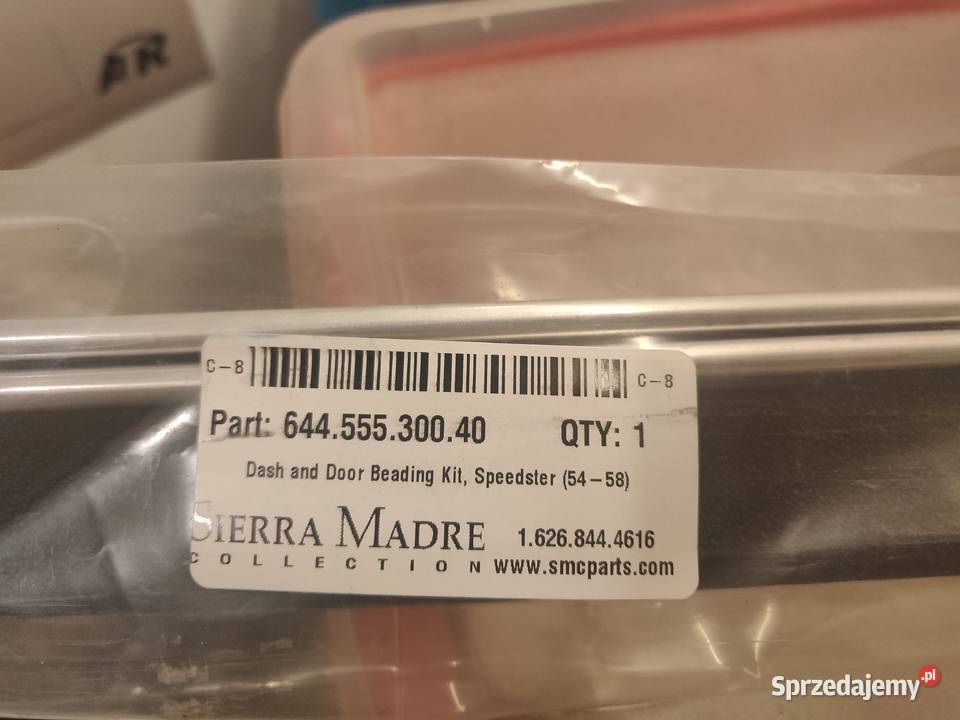 AR
C-8 C-8
Part: 644.555.300.40 QTY: 1
Dash and Door Beading Kit, Speedster (54-58)
SIERRA MADRE 1.626.844.4616
COLLECTION www.smcparts.com
Sprzedajemy.pl